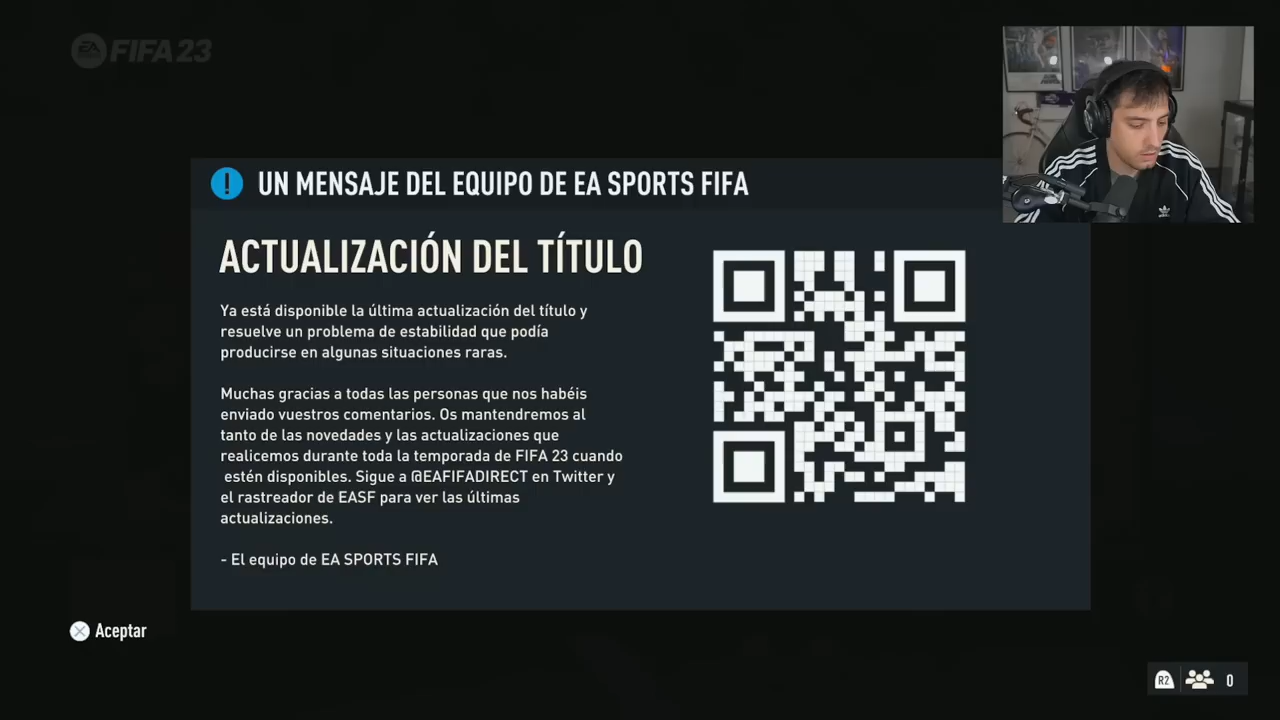 EA SPORTS FIFA 23
UN MENSAJE DEL EQUIPO DE EA SPORTS FIFA
ACTUALIZACIÓN DEL TÍTULO
Ya está disponible la última actualización del título y
resuelve un problema de estabilidad que podía
producirse en algunas situaciones raras.
Muchas gracias a todas las personas que nos habéis
enviado vuestros comentarios. Os mantendremos al
tanto de las novedades y las actualizaciones que
realicemos durante toda la temporada de FIFA 23 cuando
estén disponibles. Sigue a @EAFIFADIRECT en Twitter y
el rastreador de EASF para ver las últimas
actualizaciones.
- El equipo de EA SPORTS FIFA
Aceptar
R2 0